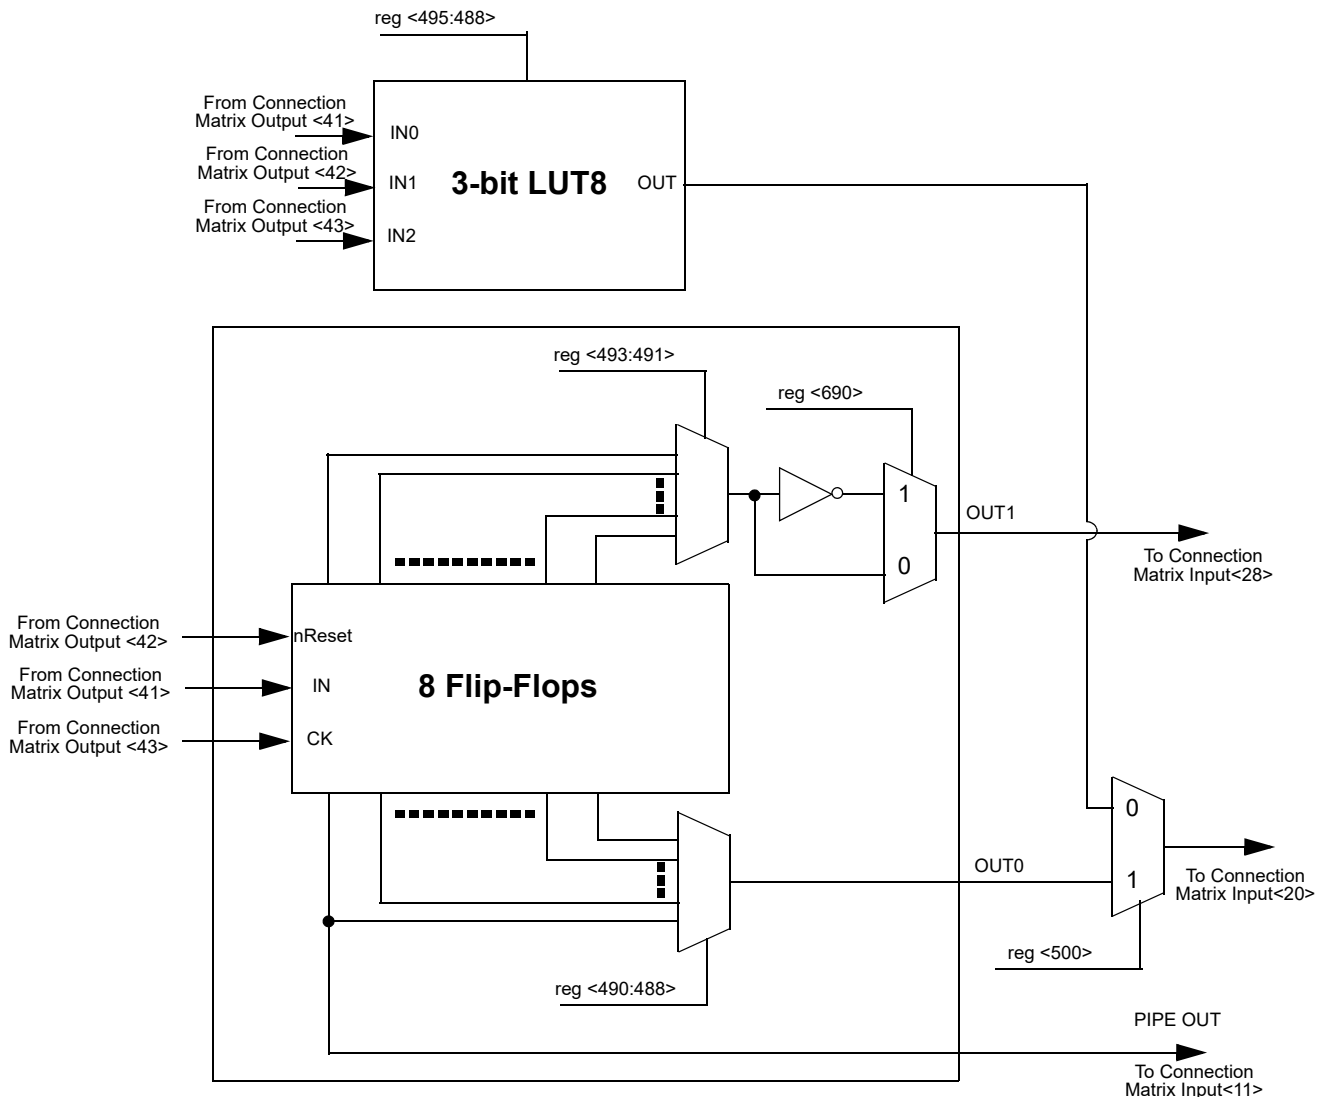 reg <495:488>
From Connection
Matrix Output <41>
IN0
From Connection
Matrix Output <42>
IN1
3-bit LUT8
OUT
From Connection
Matrix Output <43>
IN2
reg <493:491>
reg <690>
1
OUT1
0
To Connection
Matrix Input<28>
From Connection
Matrix Output <42>
nReset
From Connection
Matrix Output <41>
IN
8 Flip-Flops
From Connection
Matrix Output <43>
CK
0
OUT0
1
To Connection
Matrix Input<20>
reg <500>
reg <490:488>
PIPE OUT
To Connection
Matrix Input<11>